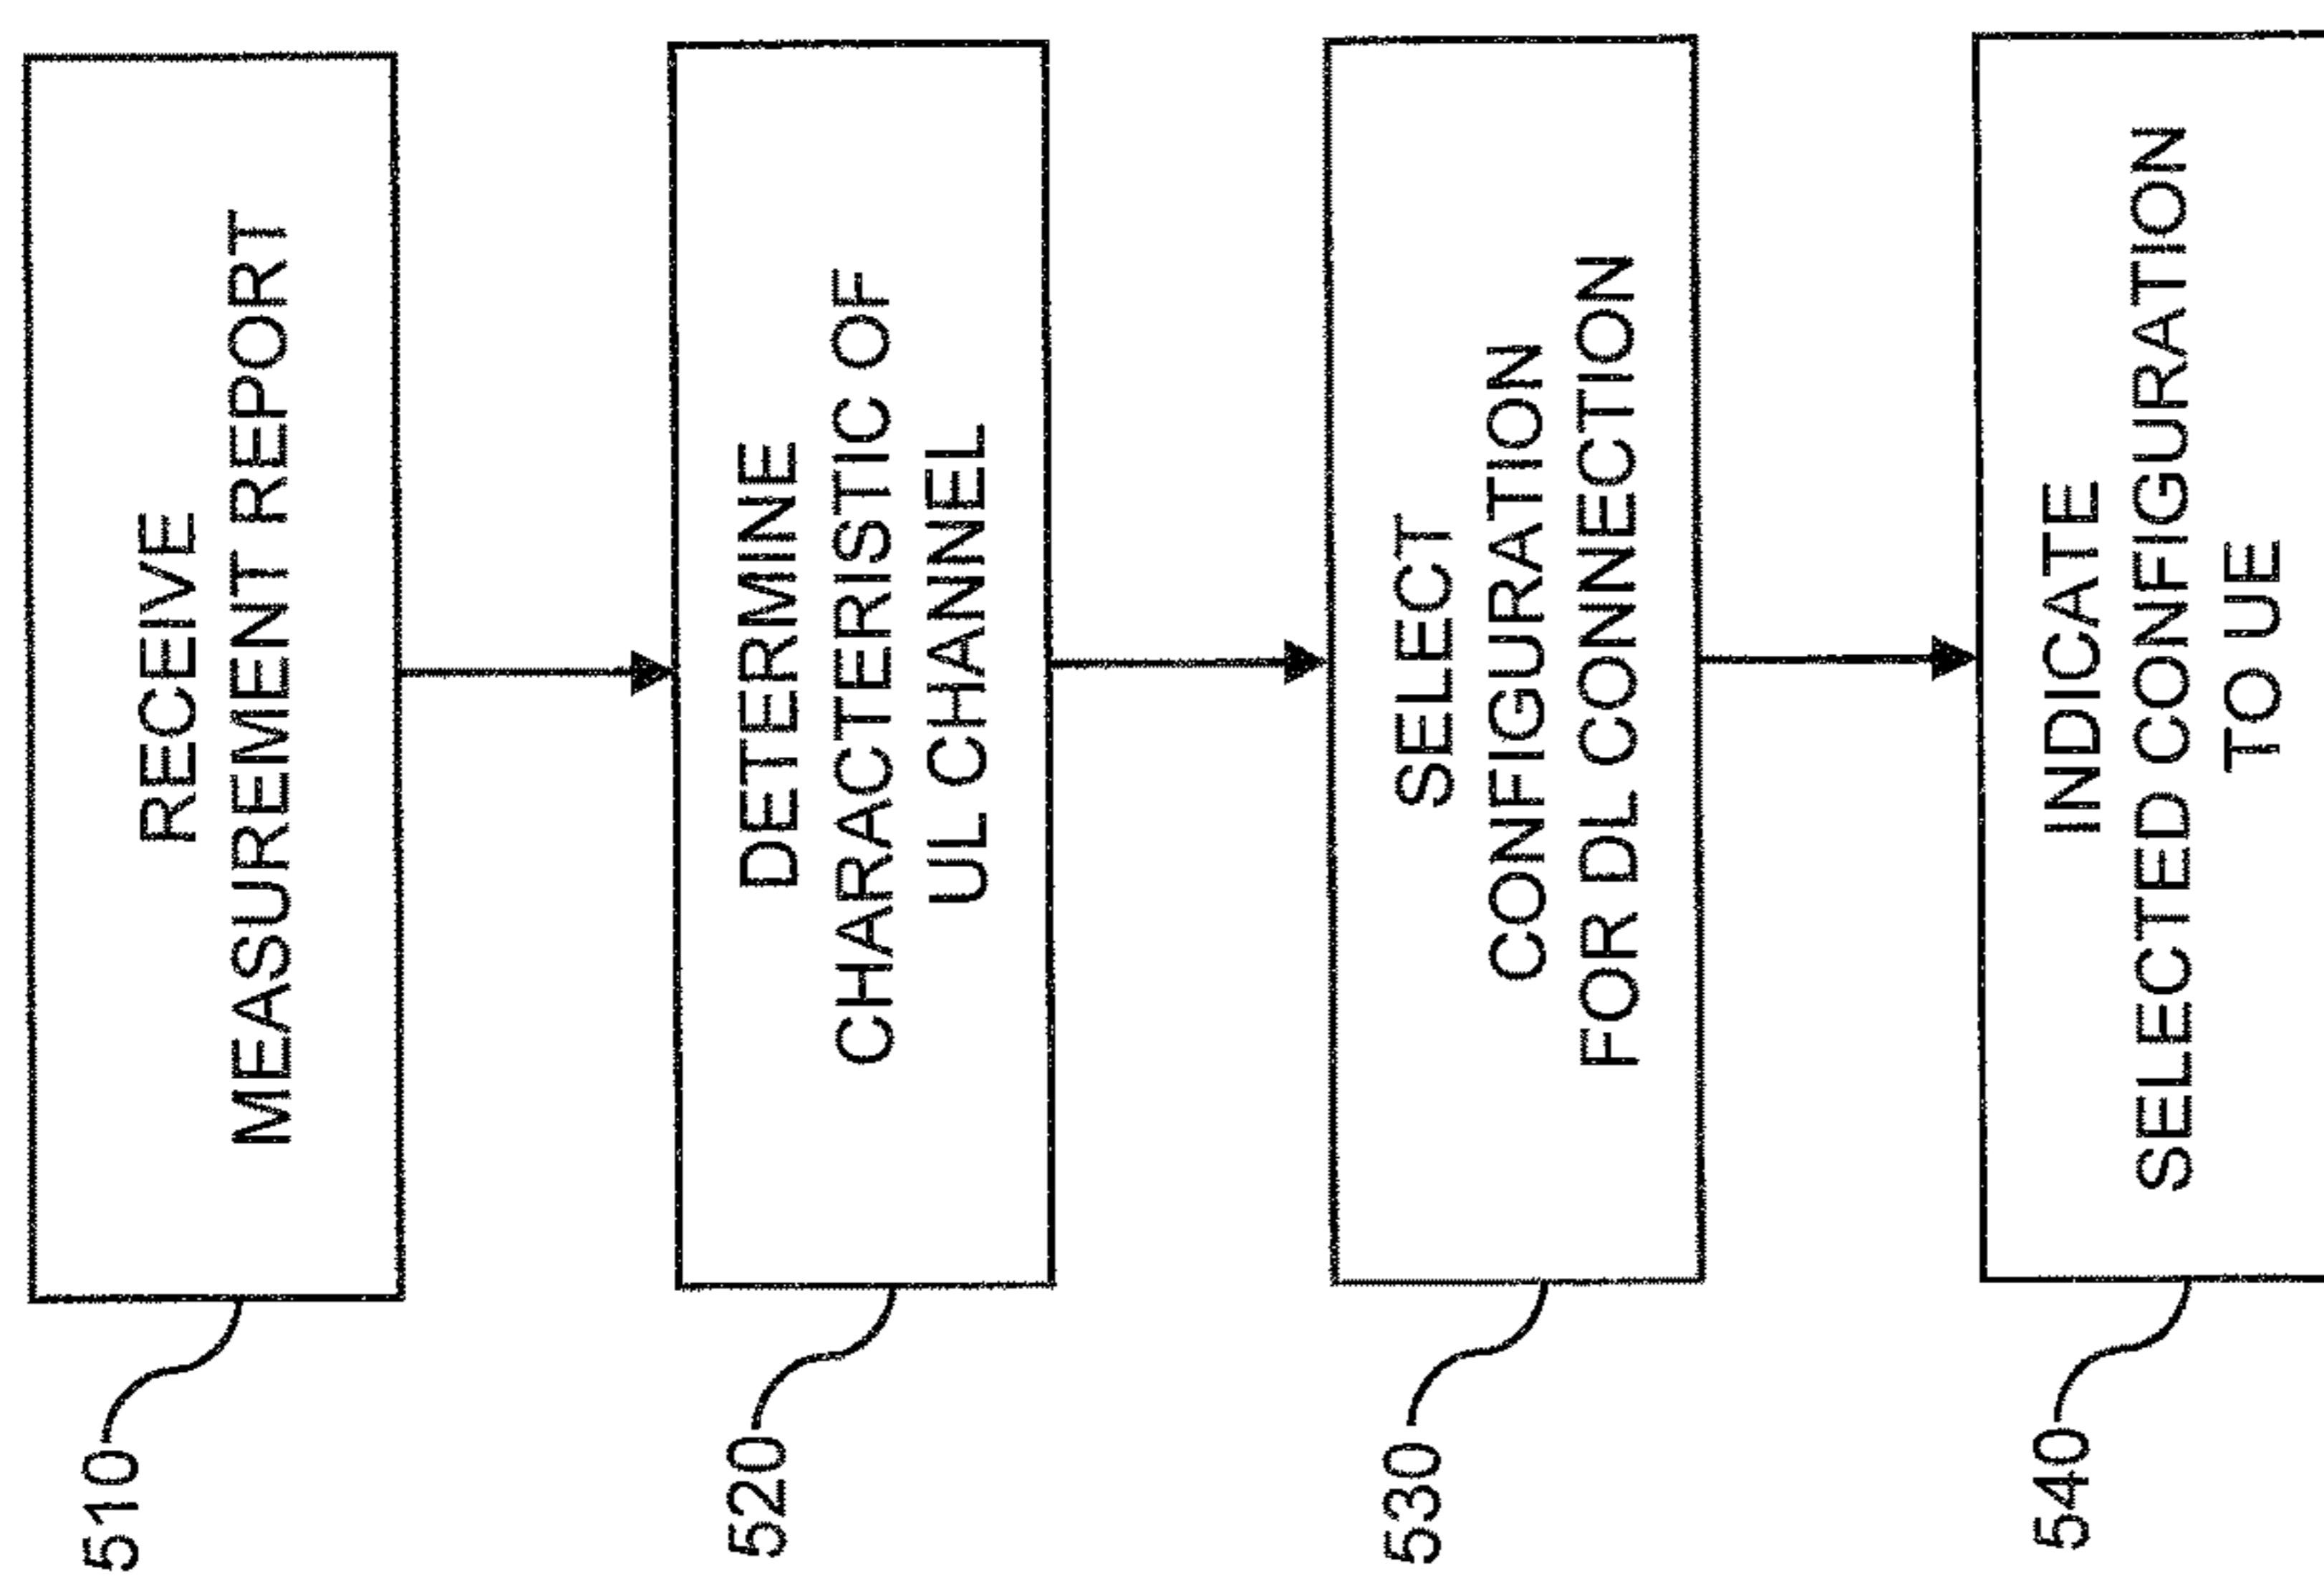 510
RECEIVE
MEASUREMENT REPORT
520
DETERMINE
CHARACTERISTIC OF
UL CHANNEL
530
SELECT
CONFIGURATION
FOR DL CONNECTION
540
INDICATE
SELECTED CONFIGURATION
TO UE